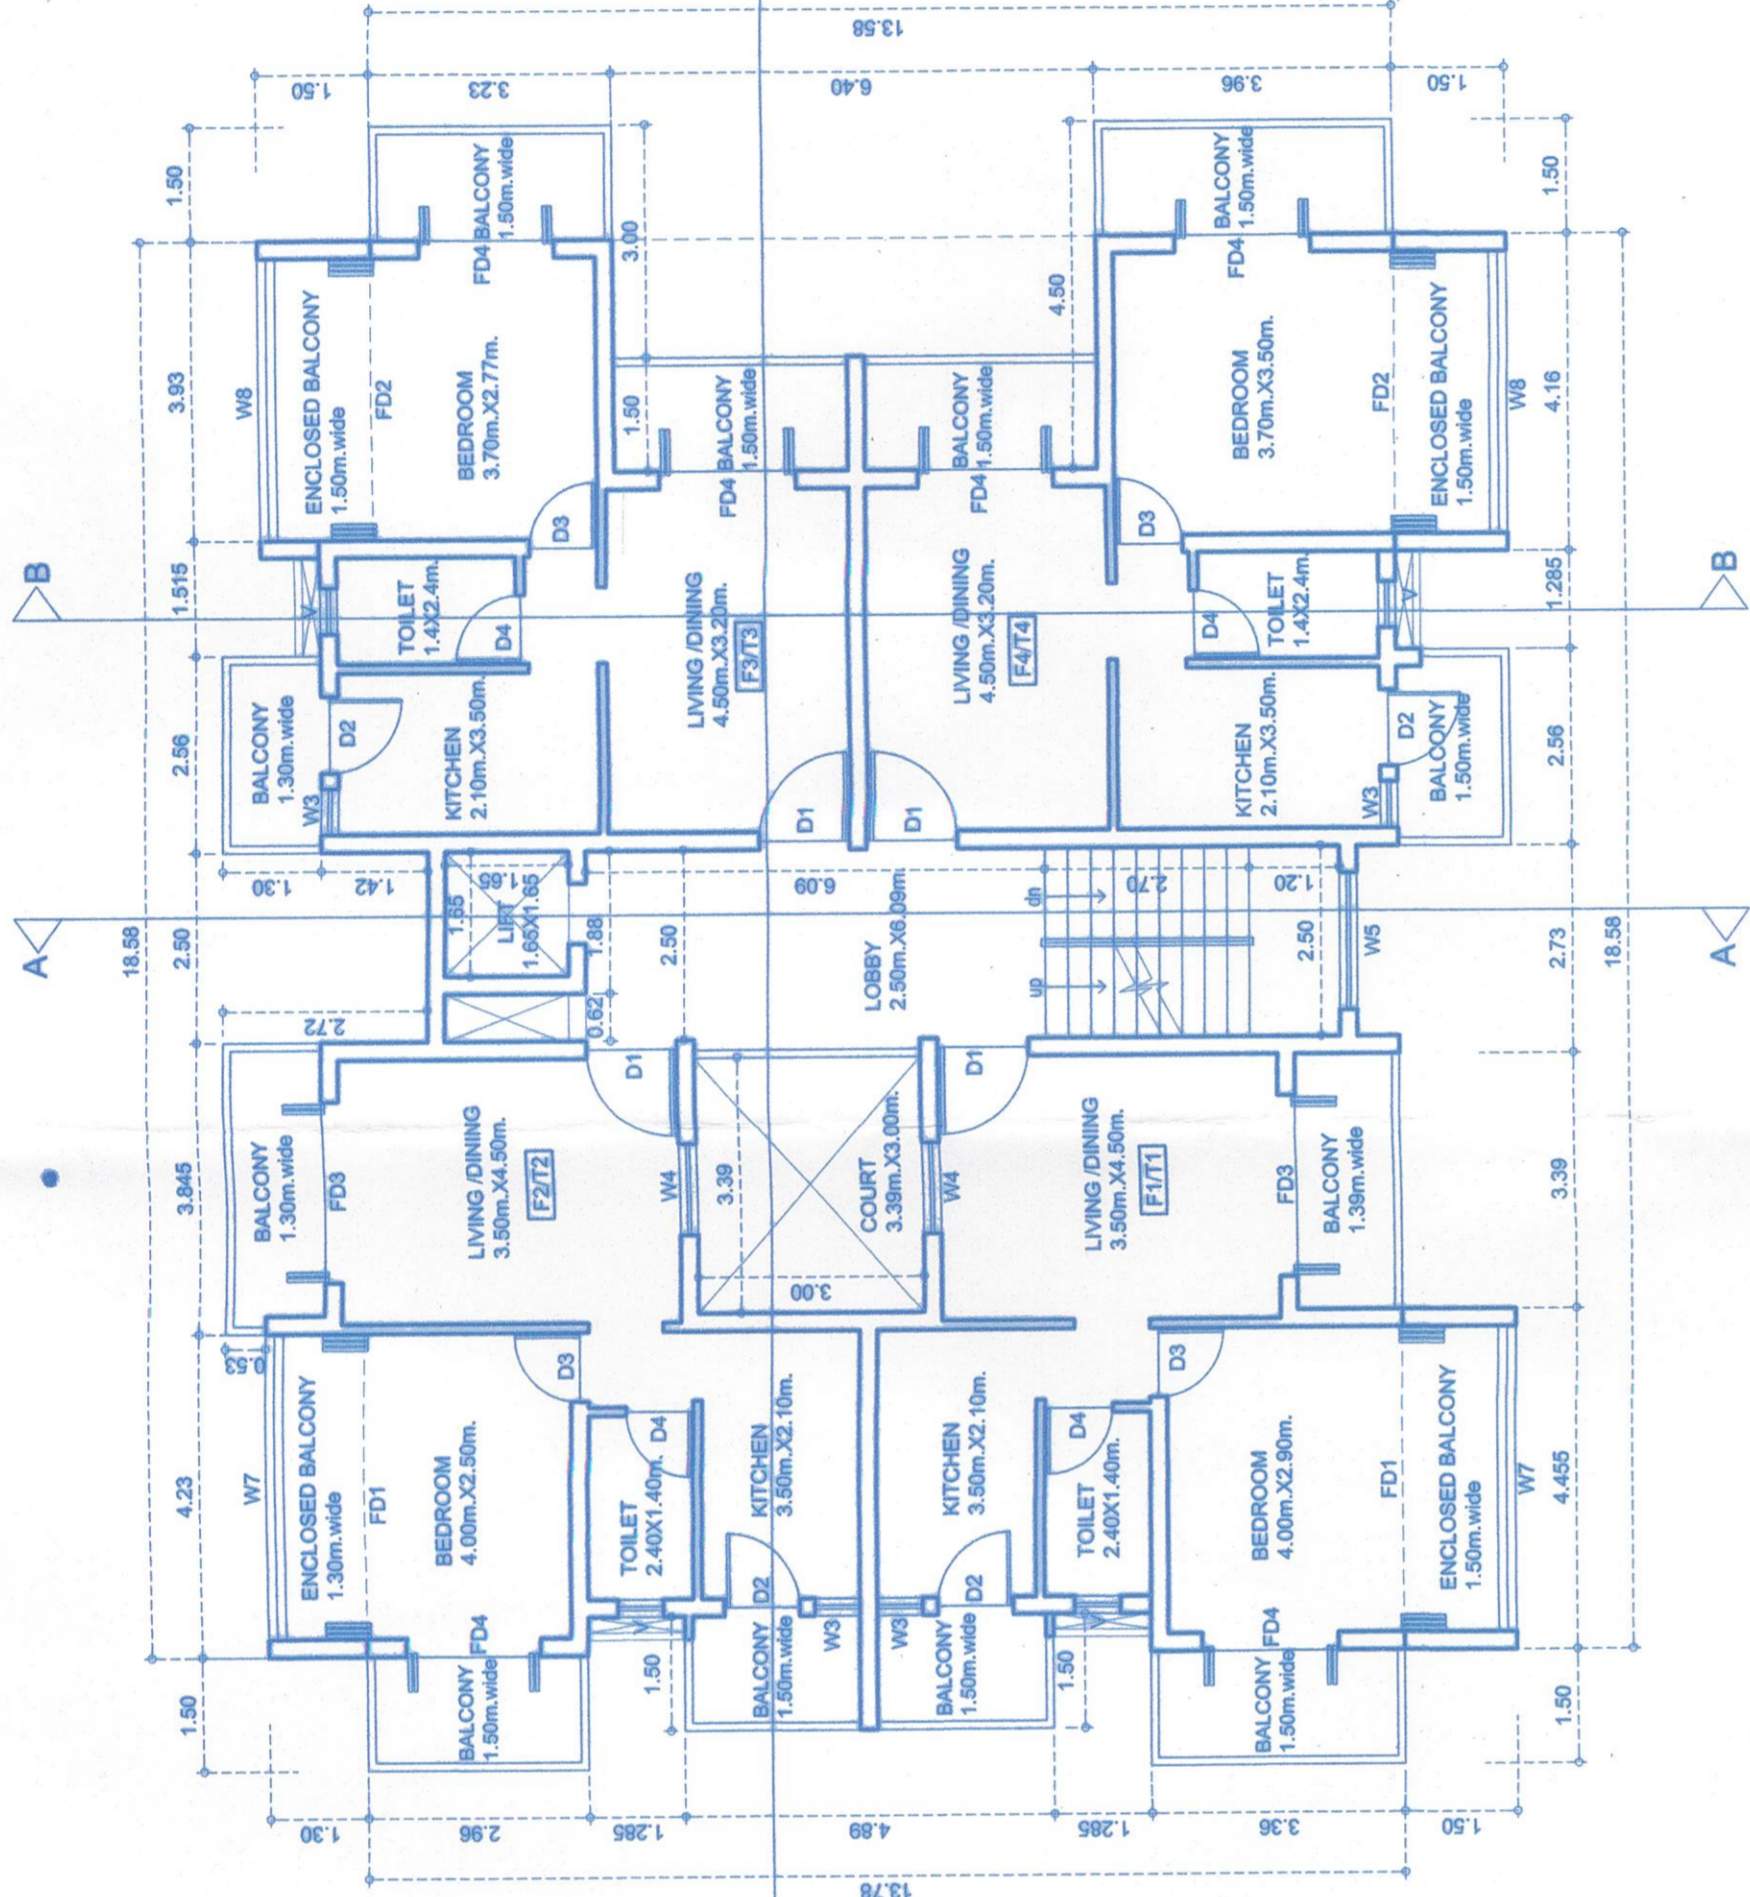 13.58
1.50
3.23
6.40
3.96
1.50
1.50
BALCONY
1.50m.wide
FD4
3.00
BALCONY
1.50m.wide
FD4
4.50
1.50
3.93
W8
ENCLOSED BALCONY
1.50m.wide
FD2
BEDROOM
3.70m.X2.77m.
D3
1.50
BALCONY
1.50m.wide
FD4
BALCONY
1.50m.wide
FD4
BEDROOM
3.70m.X3.50m.
D3
FD2
ENCLOSED BALCONY
1.50m.wide
W8
4.16
B
1.515
V
TOILET
1.4X2.4m.
D4
LIVING /DINING
4.50m.X3.20m.
F3/T3
LIVING /DINING
4.50m.X3.20m.
F4/T4
D4
TOILET
1.4X2.4m.
V
1.285
B
2.56
BALCONY
1.30m.wide
W3
D2
KITCHEN
2.10m.X3.50m.
D1
D1
KITCHEN
2.10m.X3.50m.
W3
D2
BALCONY
1.50m.wide
2.56
1.30
1.42
1.65
6.09
2.70
1.20
A
18.58
2.50
1.65
LIFT
1.65X1.65
1.88
2.50
LOBBY
2.50m.X6.09m.
dn
up
2.50
W5
2.73
18.58
A
2.72
0.62
3.845
BALCONY
1.30m.wide
FD3
LIVING /DINING
3.50m.X4.50m.
F2/T2
D1
W4
3.39
COURT
3.39m.X3.00m.
3.00
W4
D1
LIVING /DINING
3.50m.X4.50m.
F1/T1
FD3
BALCONY
1.39m.wide
3.39
0.53
4.23
W7
ENCLOSED BALCONY
1.30m.wide
FD1
BEDROOM
4.00m.X2.50m.
D3
D4
TOILET
2.40X1.40m.
KITCHEN
3.50m.X2.10m.
D2
KITCHEN
3.50m.X2.10m.
D2
D4
TOILET
2.40X1.40m.
D3
BEDROOM
4.00m.X2.90m.
FD1
ENCLOSED BALCONY
1.50m.wide
W7
4.455
1.50
FD4
BALCONY
1.50m.wide
V
1.50
BALCONY
1.50m.wide
W3
W3
BALCONY
1.50m.wide
1.50
V
FD4
BALCONY
1.50m.wide
1.50
1.30
2.96
1.285
4.89
1.285
3.36
1.50
13.78